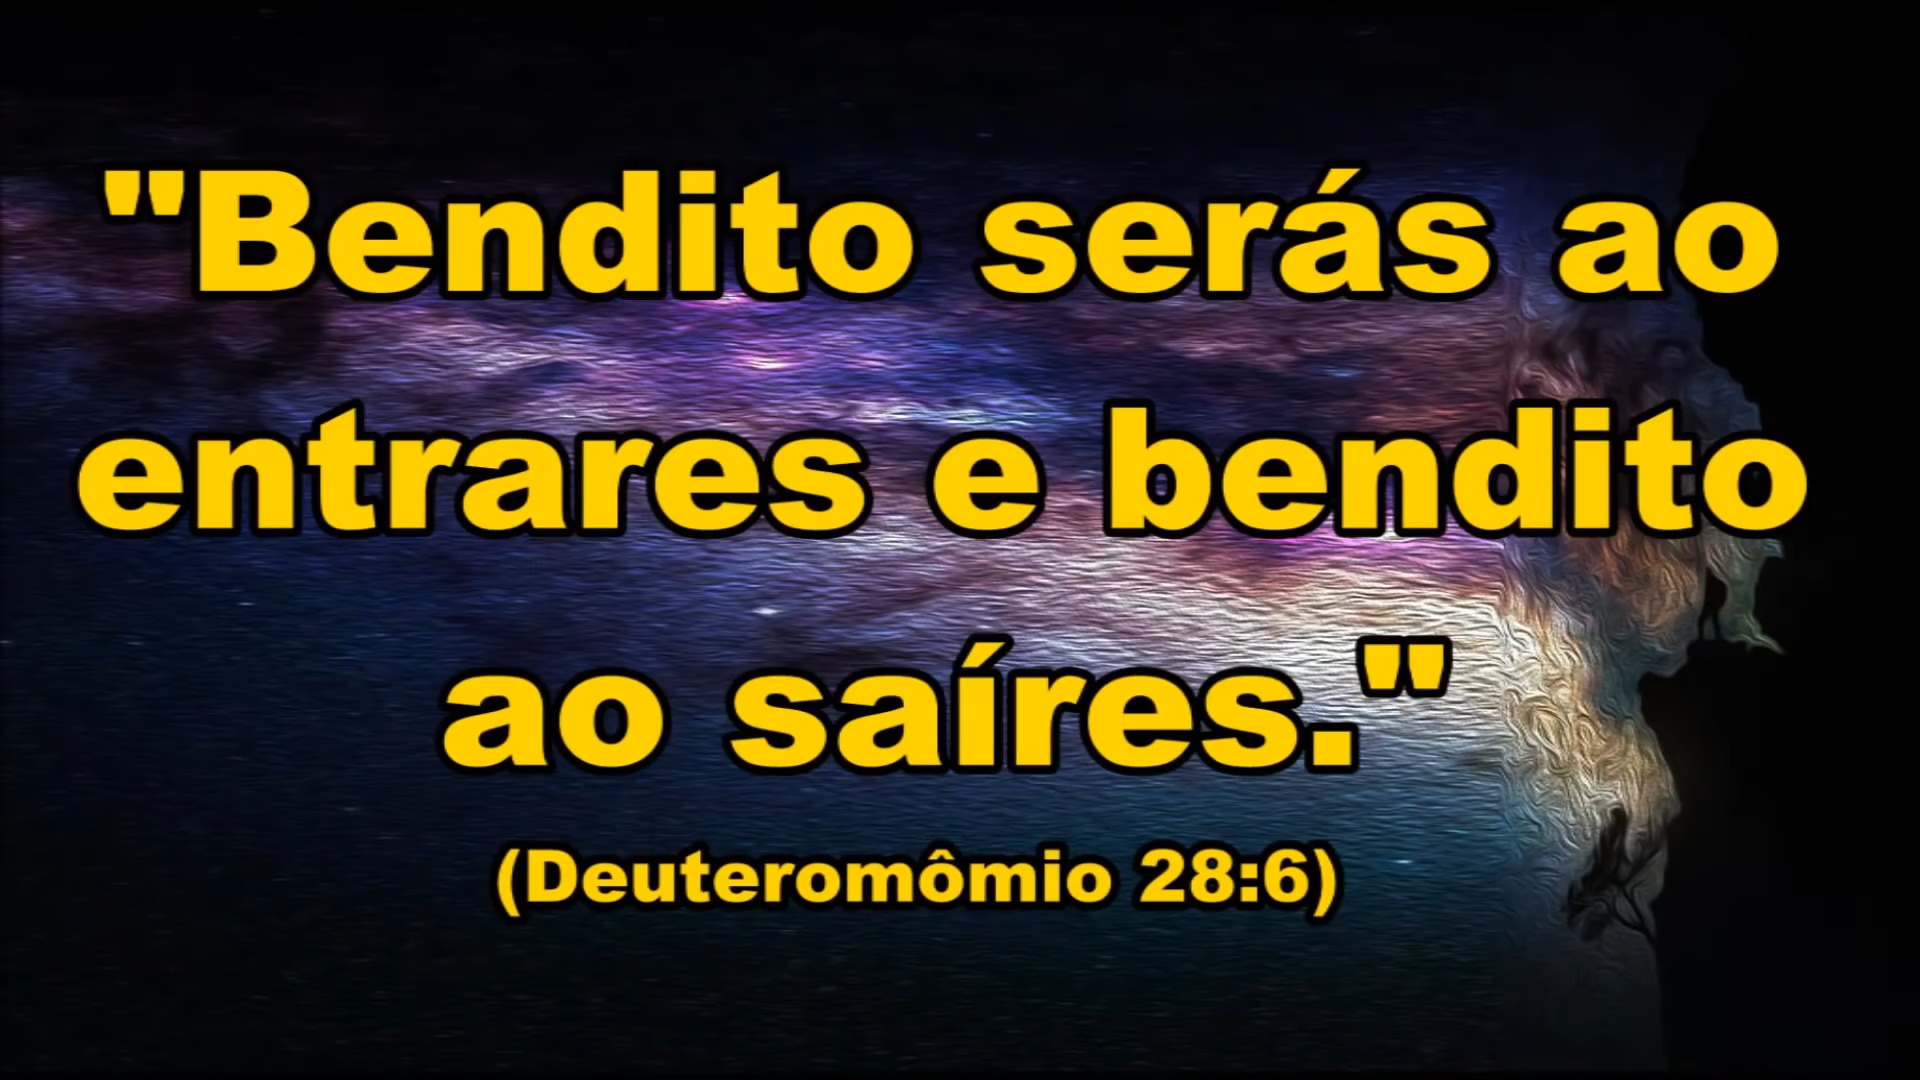 "Bendito serás ao
entrares e bendito
ao saíres."
(Deuteromômio 28:6)